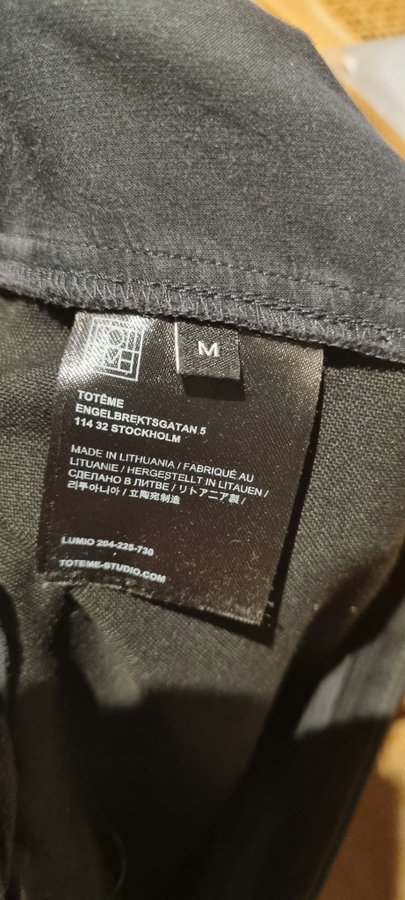 TOTÊME
M
TOTÊME
ENGELBREKTSGATAN 5
114 32 STOCKHOLM
MADE IN LITHUANIA / FABRIQUÉ AU
LITUANIE / HERGESTELLT IN LITAUEN /
СДЕЛАНО В ЛИТВЕ / リトアニア製 /
리투아니아 / 立陶宛制造
LUMIO 204-225-730
TOTEME-STUDIO.COM